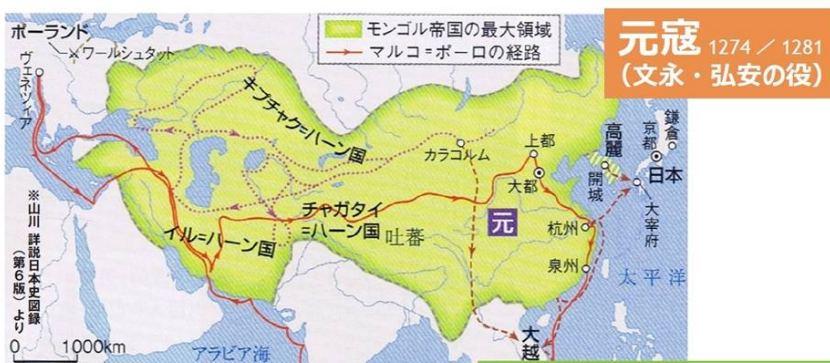 モンゴル帝国の最大領域
マルコ=ポーロの経路
元寇 1274 / 1281
(文永・弘安の役)
ポーランド
ワールシュタット
ヴェネツィア
キプチャク=ハーン国
カラコルム
上都
大都
高麗
開城
鎌倉
京都
日本
大宰府
チャガタイ
=ハーン国
イル=ハーン国
吐蕃
元
杭州
泉州
太平洋
大越
アラビア海
0 1000km
※山川 詳説日本史図録
(第6版)より